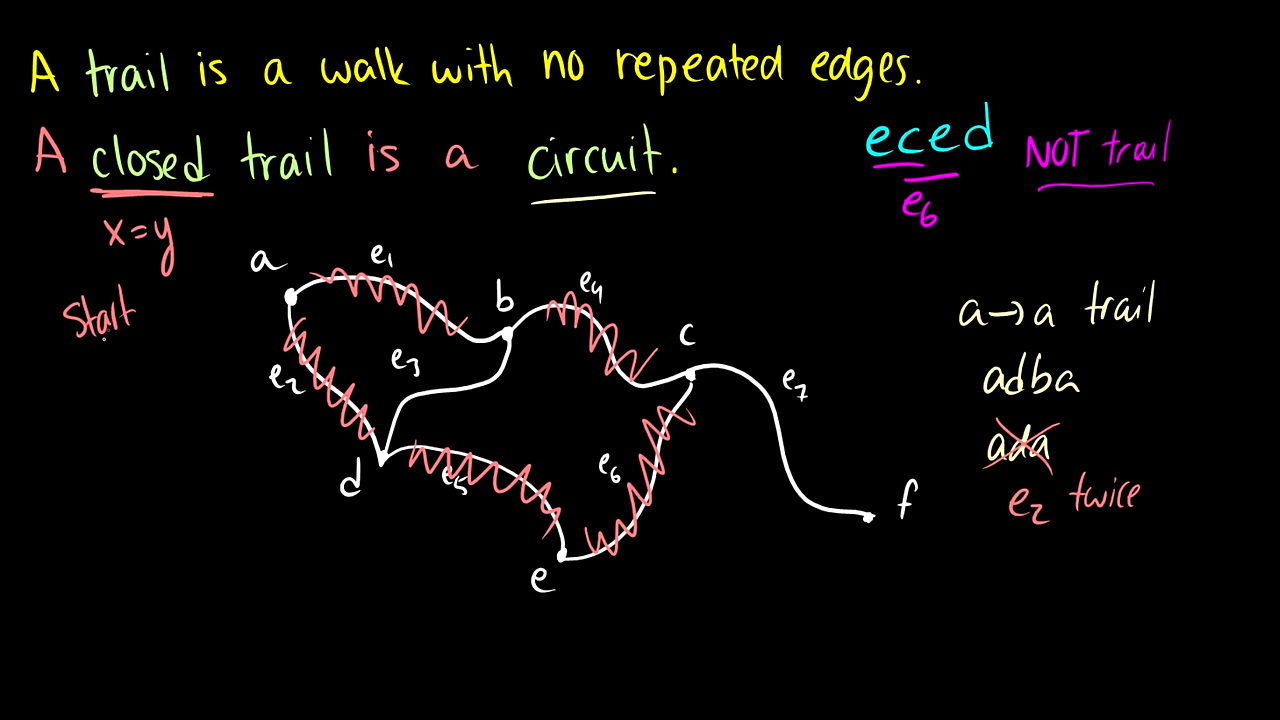 A trail is a walk with no repeated edges.
A closed trail is a circuit.
eced NOT trail
e6
x=y
start
a
e1
b
e4
c
e3
e2
e7
d
e5
e6
e
f
a→a trail
adba
ada
e2 twice